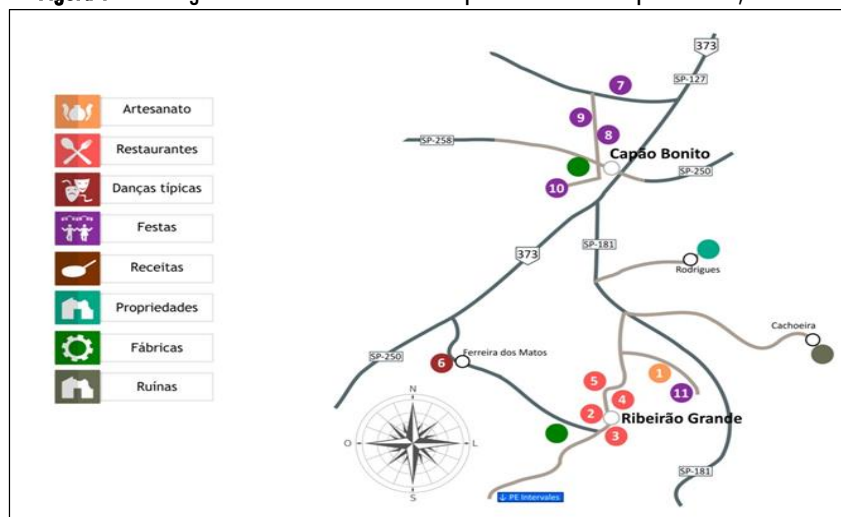 Artesanato
Restaurantes
Danças típicas
Festas
Receitas
Propriedades
Fábricas
Ruínas
373
SP-127
7
9
8
SP-258
Capão Bonito
SP-250
10
SP-181
373
Rodrigues
Cachoeira
Ferreira dos Matos
6
SP-250
5
1
4
11
2
Ribeirão Grande
3
N
O
L
S
SP-181
↓ PE Intervales